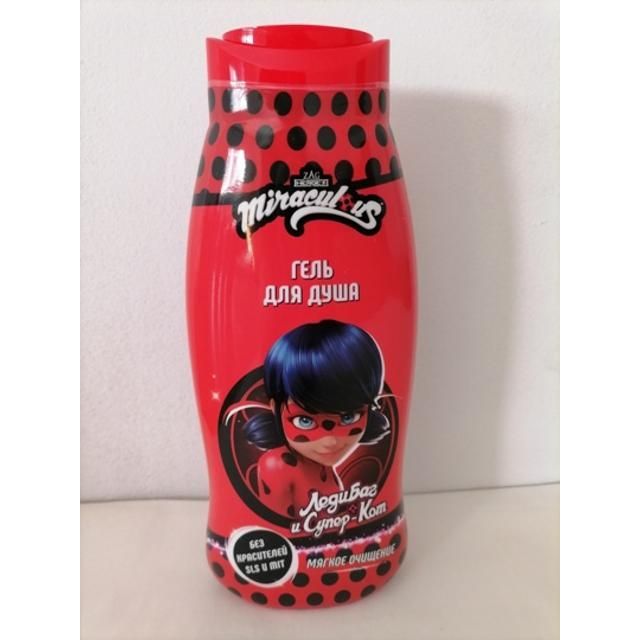 ZAG
HEROEZ
Miraculous
ГЕЛЬ
ДЛЯ ДУША
ЛедиБаг
и Супер-Кот
БЕЗ
КРАСИТЕЛЕЙ
SLS И MIT
МЯГКОЕ ОЧИЩЕНИЕ